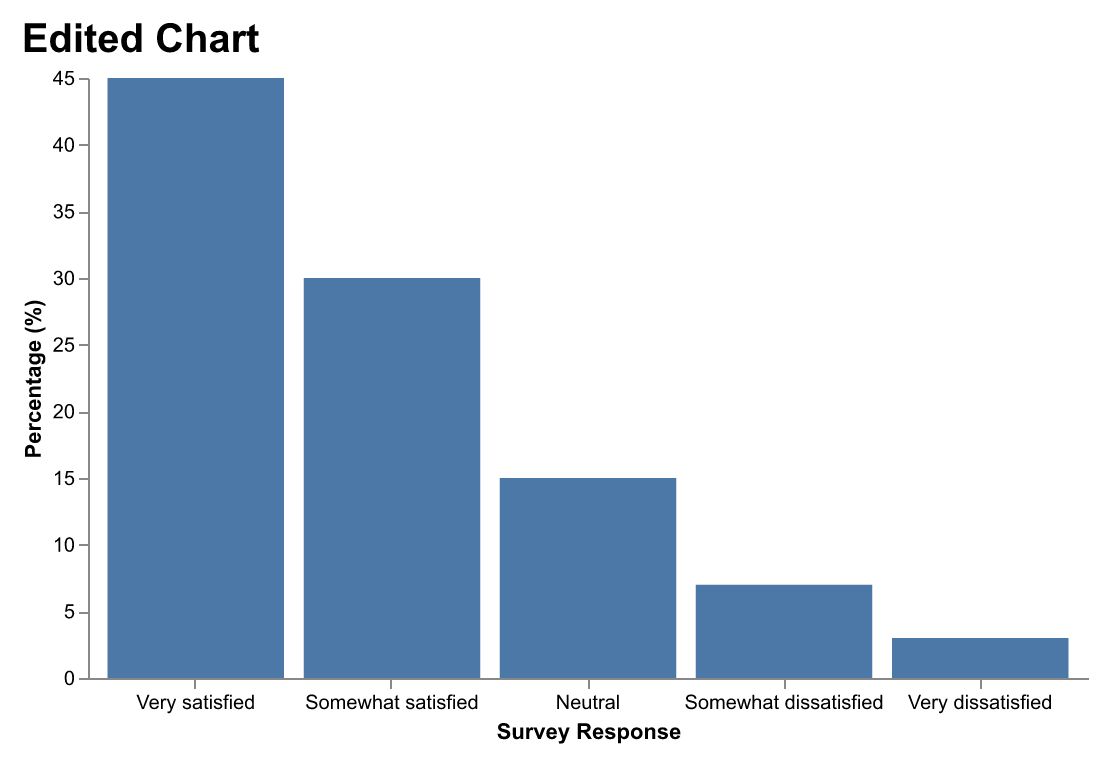 Edited Chart
45
40
35
30
25
20
15
10
5
0
Percentage (%)
Very satisfied
Somewhat satisfied
Neutral
Somewhat dissatisfied
Very dissatisfied
Survey Response